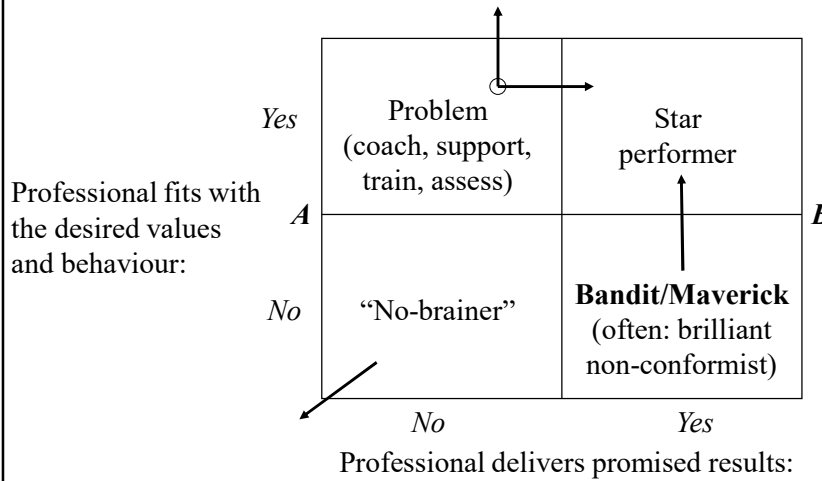 Yes
Problem
(coach, support,
train, assess)
Star
performer
Professional fits with
the desired values
and behaviour:
A
B
No
“No-brainer”
Bandit/Maverick
(often: brilliant
non-conformist)
No
Yes
Professional delivers promised results: